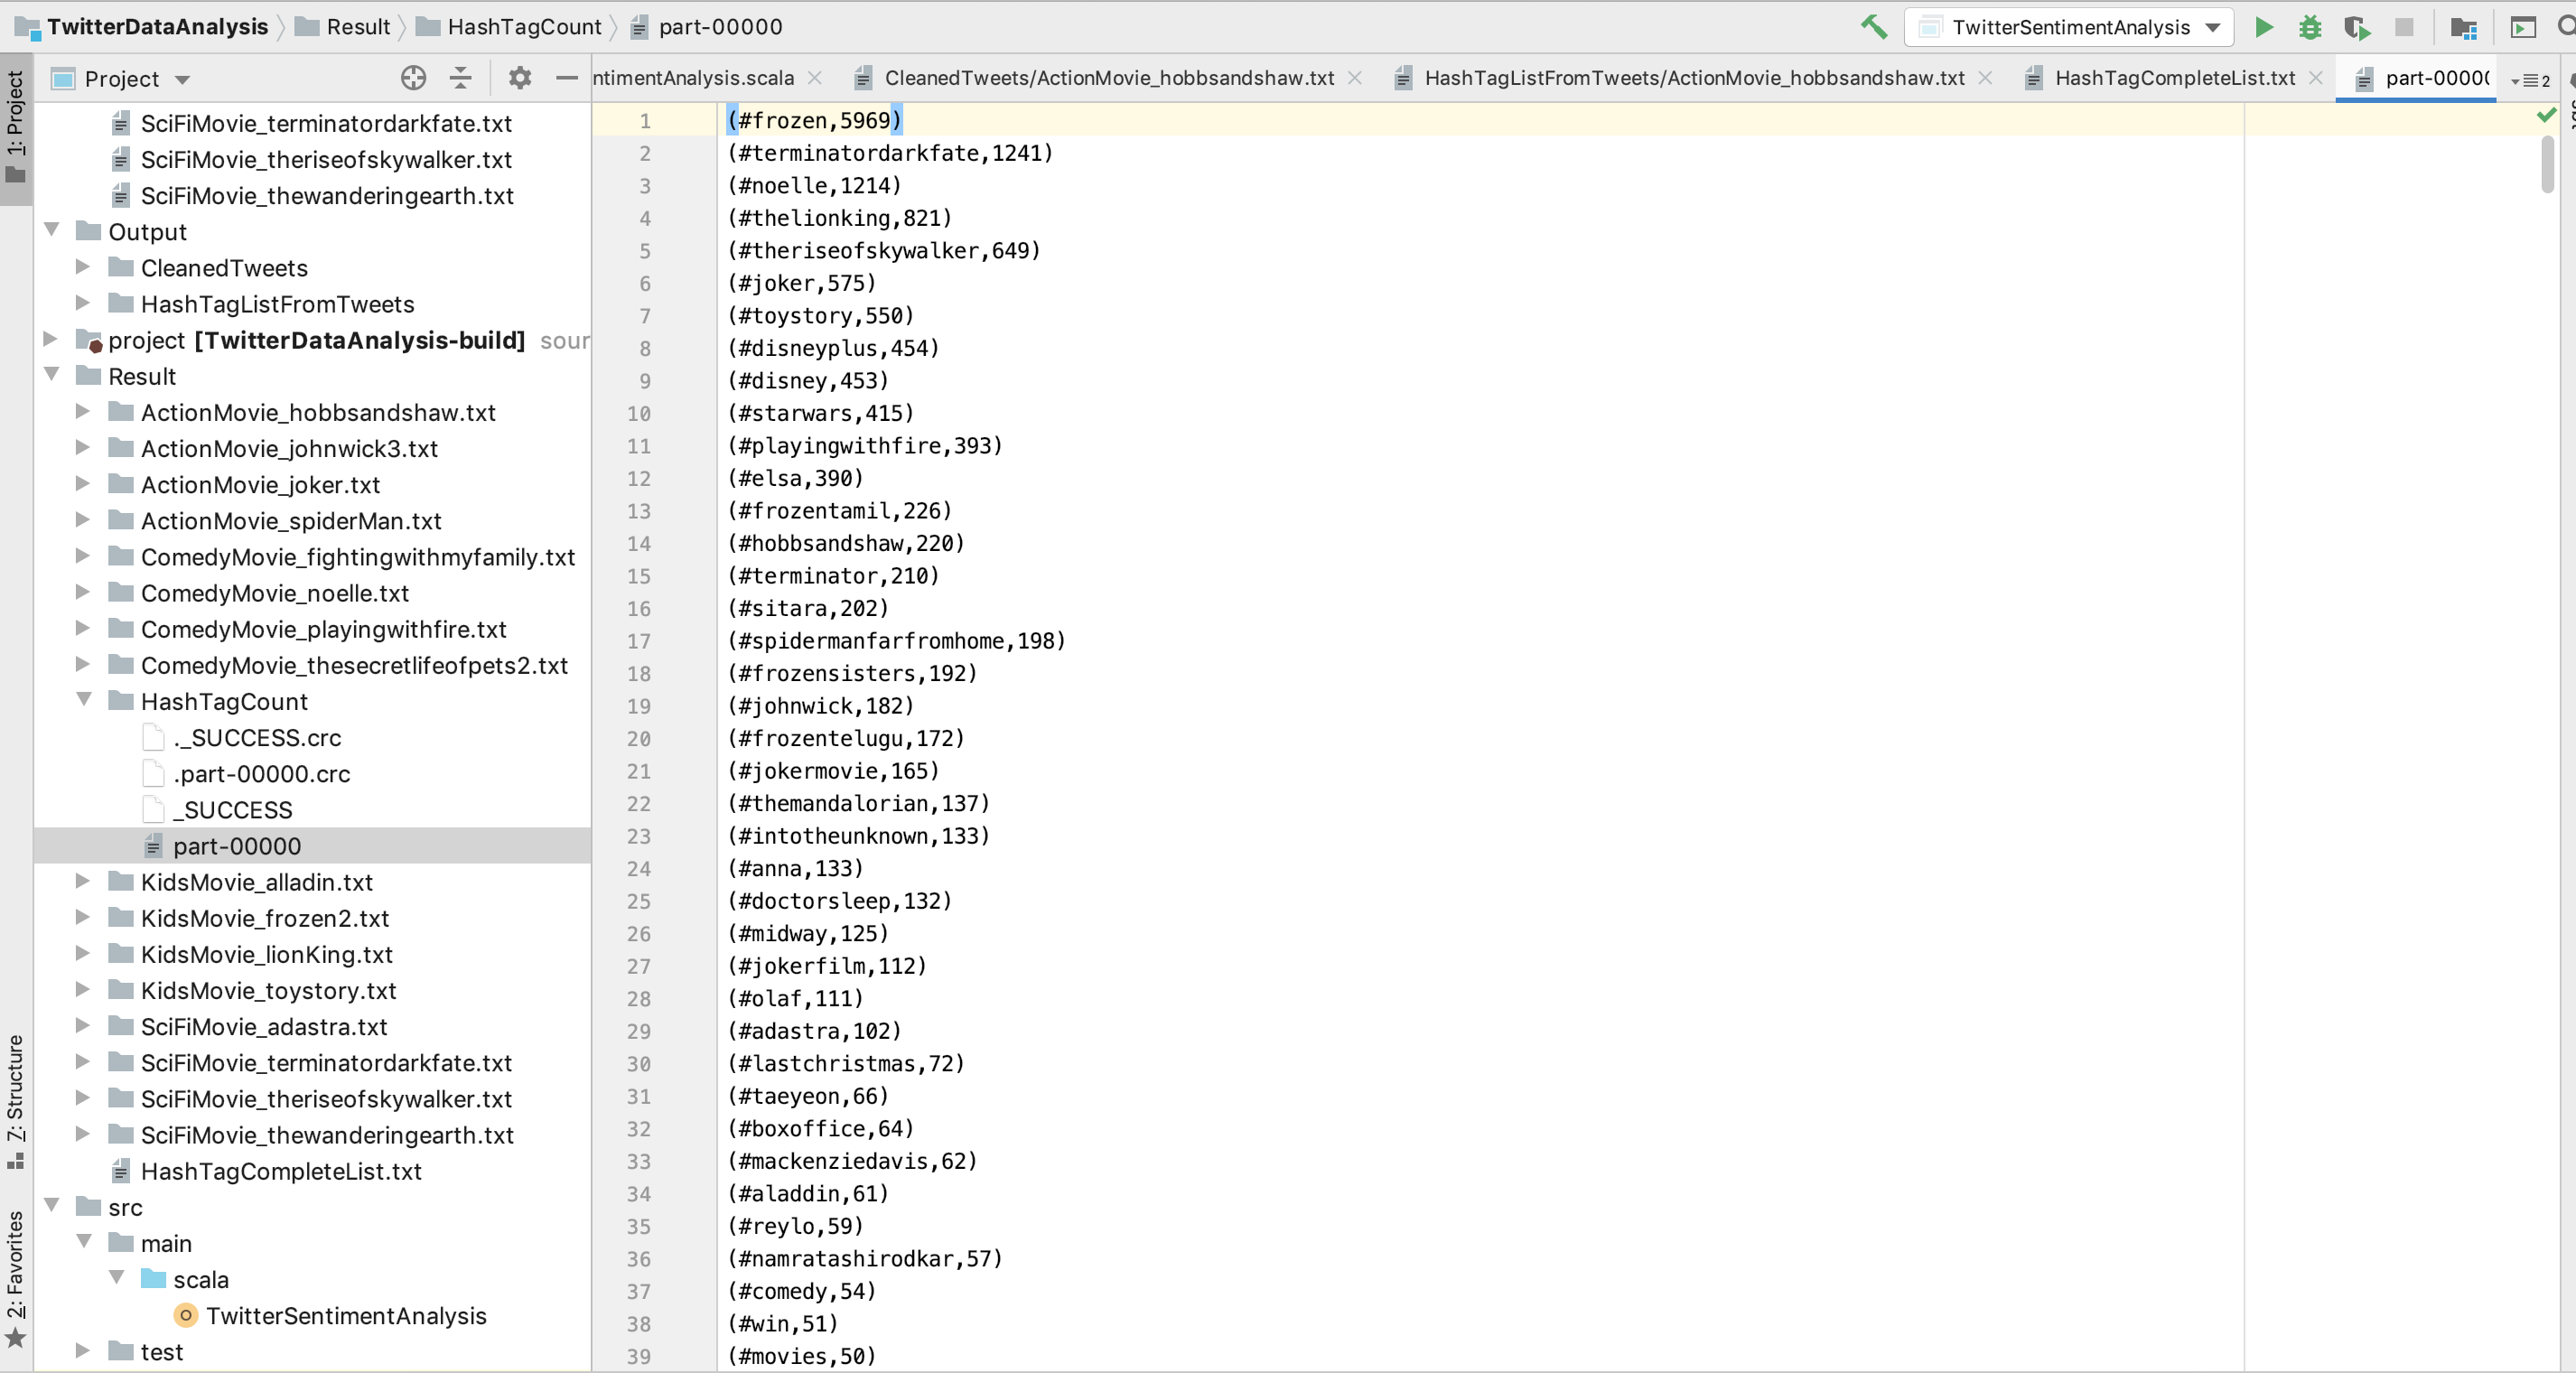 TwitterDataAnalysis Result HashTagCount part-00000 TwitterSentimentAnalysis
Project
ntimentAnalysis.scala CleanedTweets/ActionMovie_hobbsandshaw.txt HashTagListFromTweets/ActionMovie_hobbsandshaw.txt HashTagCompleteList.txt part-00000 2
1: Project
7: Structure
2: Favorites
SciFiMovie_terminatordarkfate.txt
SciFiMovie_theriseofskywalker.txt
SciFiMovie_thewanderingearth.txt
Output
CleanedTweets
HashTagListFromTweets
project [TwitterDataAnalysis-build] sour
Result
ActionMovie_hobbsandshaw.txt
ActionMovie_johnwick3.txt
ActionMovie_joker.txt
ActionMovie_spiderMan.txt
ComedyMovie_fightingwithmyfamily.txt
ComedyMovie_noelle.txt
ComedyMovie_playingwithfire.txt
ComedyMovie_thesecretlifeofpets2.txt
HashTagCount
._SUCCESS.crc
.part-00000.crc
_SUCCESS
part-00000
KidsMovie_alladin.txt
KidsMovie_frozen2.txt
KidsMovie_lionKing.txt
KidsMovie_toystory.txt
SciFiMovie_adastra.txt
SciFiMovie_terminatordarkfate.txt
SciFiMovie_theriseofskywalker.txt
SciFiMovie_thewanderingearth.txt
HashTagCompleteList.txt
src
main
scala
TwitterSentimentAnalysis
test
1 (#frozen,5969)
2 (#terminatordarkfate,1241)
3 (#noelle,1214)
4 (#thelionking,821)
5 (#theriseofskywalker,649)
6 (#joker,575)
7 (#toystory,550)
8 (#disneyplus,454)
9 (#disney,453)
10 (#starwars,415)
11 (#playingwithfire,393)
12 (#elsa,390)
13 (#frozentamil,226)
14 (#hobbsandshaw,220)
15 (#terminator,210)
16 (#sitara,202)
17 (#spidermanfarfromhome,198)
18 (#frozensisters,192)
19 (#johnwick,182)
20 (#frozentelugu,172)
21 (#jokermovie,165)
22 (#themandalorian,137)
23 (#intotheunknown,133)
24 (#anna,133)
25 (#doctorsleep,132)
26 (#midway,125)
27 (#jokerfilm,112)
28 (#olaf,111)
29 (#adastra,102)
30 (#lastchristmas,72)
31 (#taeyeon,66)
32 (#boxoffice,64)
33 (#mackenziedavis,62)
34 (#aladdin,61)
35 (#reylo,59)
36 (#namratashirodkar,57)
37 (#comedy,54)
38 (#win,51)
39 (#movies,50)